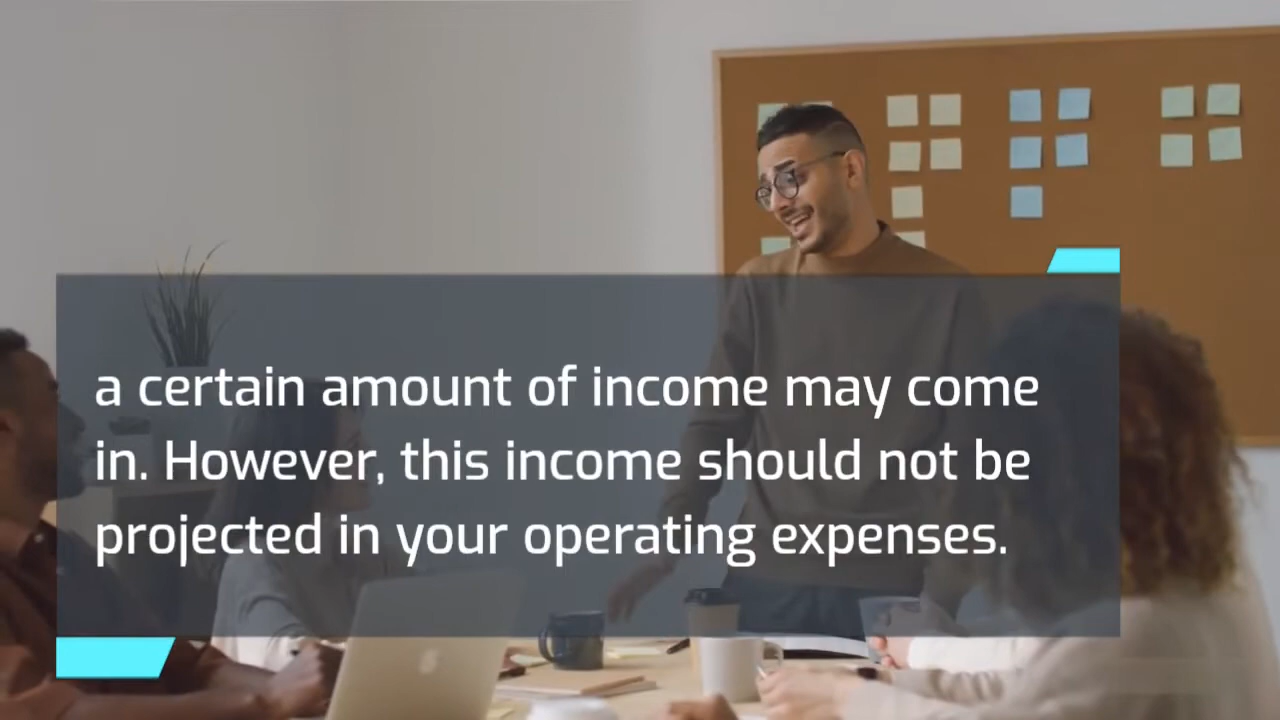 a certain amount of income may come
in. However, this income should not be
projected in your operating expenses.